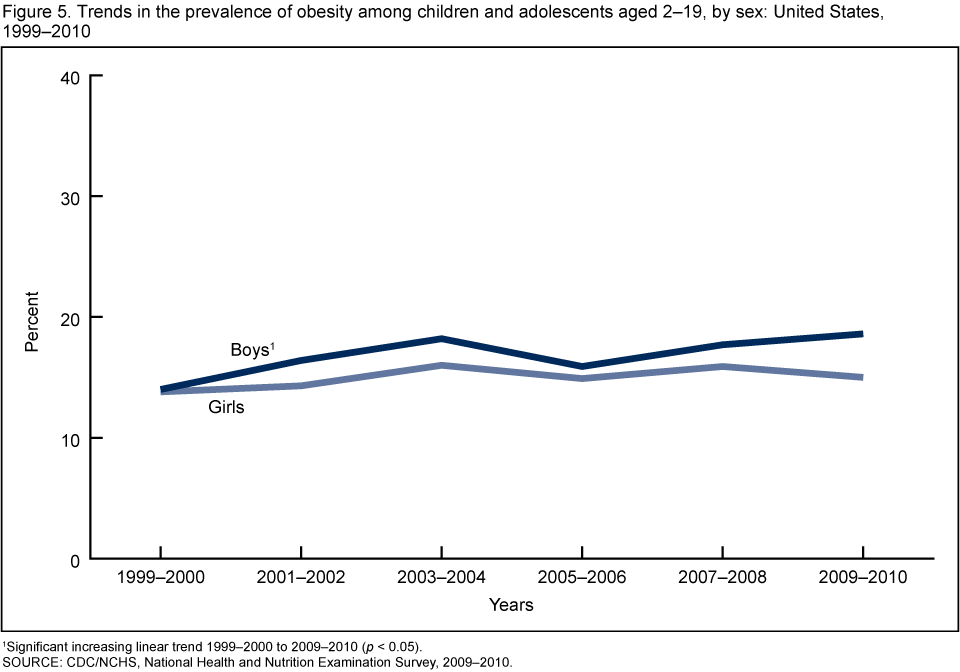 Figure 5. Trends in the prevalence of obesity among children and adolescents aged 2–19, by sex: United States,
1999–2010
40
30
20
10
0
Percent
Boys¹
Girls
1999–2000
2001–2002
2003–2004
2005–2006
2007–2008
2009–2010
Years
¹Significant increasing linear trend 1999–2000 to 2009–2010 (p < 0.05).
SOURCE: CDC/NCHS, National Health and Nutrition Examination Survey, 2009–2010.